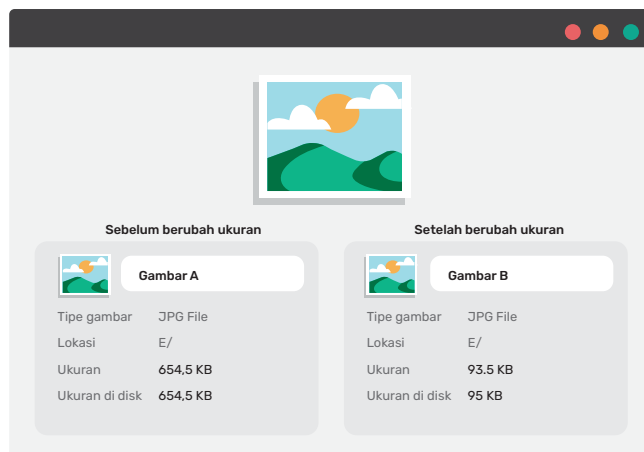 Sebelum berubah ukuran
Gambar A
Tipe gambar JPG File
Lokasi E/
Ukuran 654,5 KB
Ukuran di disk 654,5 KB
Setelah berubah ukuran
Gambar B
Tipe gambar JPG File
Lokasi E/
Ukuran 93.5 KB
Ukuran di disk 95 KB